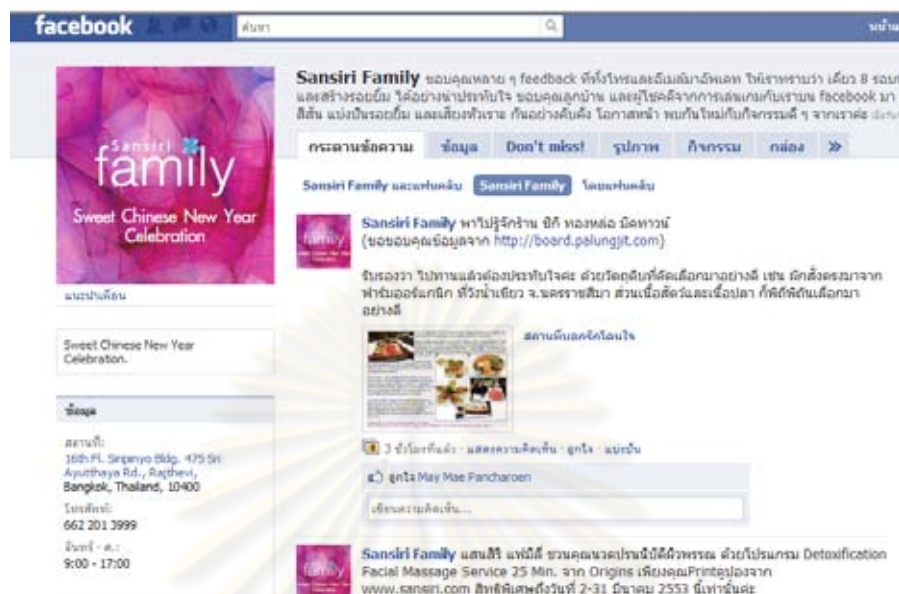 facebook
ค้นหา
Sansiri Family ขอบคุณหลาย ๆ feedback ที่ทั้งโทรและอีเมล์มาอัพเดท ให้เราทราบว่า เดี่ยว 8 รอบ
และสร้างรอยยิ้ม ได้อย่างน่าประทับใจ ขอบคุณลูกบ้าน และผู้โชคดีจากการเล่นเกมกับเราบน facebook มา
สีสัน แบ่งปันรอยยิ้ม และเสียงหัวเราะ กันอย่างคับคั่ง โอกาสหน้า พบกันใหม่กับกิจกรรมดี ๆ จากเราค่ะ
กระดานข้อความ ข้อมูล Don't miss! รูปภาพ กิจกรรม กล่อง »
Sansiri Family และแฟนคลับ Sansiri Family โดยแฟนคลับ
Sansiri
family
Sweet Chinese New Year
Celebration
แนะนำเพื่อน
Sweet Chinese New Year
Celebration.
ข้อมูล
สถานที่:
16th Fl. Siripinyo Bldg. 475 Sri
Ayutthaya Rd., Rajthevi,
Bangkok, Thailand, 10400
โทรศัพท์:
662 201 3999
จันทร์ - ศ.:
9:00 - 17:00
family
Sansiri Family พาไปรู้จักร้าน ซิกี ทองหล่อ มิดทาวน์
(ขอขอบคุณข้อมูลจาก http://board.palungjit.com)
รับรองว่า ไปทานแล้วต้องประทับใจค่ะ ด้วยวัตถุดิบที่คัดเลือกมาอย่างดี เช่น ผักสั่งตรงมาจาก
ฟาร์มออร์แกนิก ที่วังน้ำเขียว จ.นครราชสีมา ส่วนเนื้อสัตว์และเนื้อปลา ก็พิถีพิถันเลือกมา
อย่างดี
สถานที่บอกรักโดนใจ
3 ชั่วโมงที่แล้ว · แสดงความคิดเห็น · ถูกใจ · แบ่งปัน
ถูกใจ May Mae Pancharoen
เขียนความคิดเห็น...
family
Sansiri Family แสนสิริ แฟมิลี่ ชวนคุณนวดปรนนิบัติผิวพรรณ ด้วยโปรแกรม Detoxification
Facial Massage Service 25 Min. จาก Origins เพียงคุณPrintคูปองจาก
www.sansiri.com สิทธิพิเศษถึงวันที่ 2-31 มีนาคม 2553 นี้เท่านั้นค่ะ